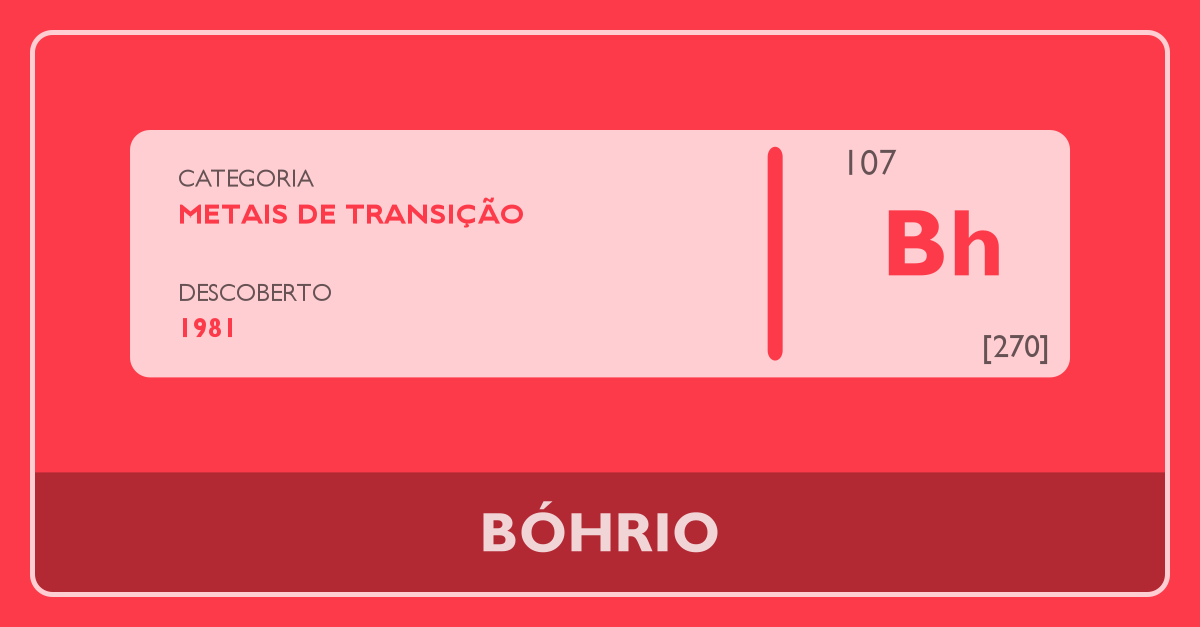 CATEGORIA
METAIS DE TRANSIÇÃO
DESCOBERTO
1981
107
Bh
[270]
BÓHRIO